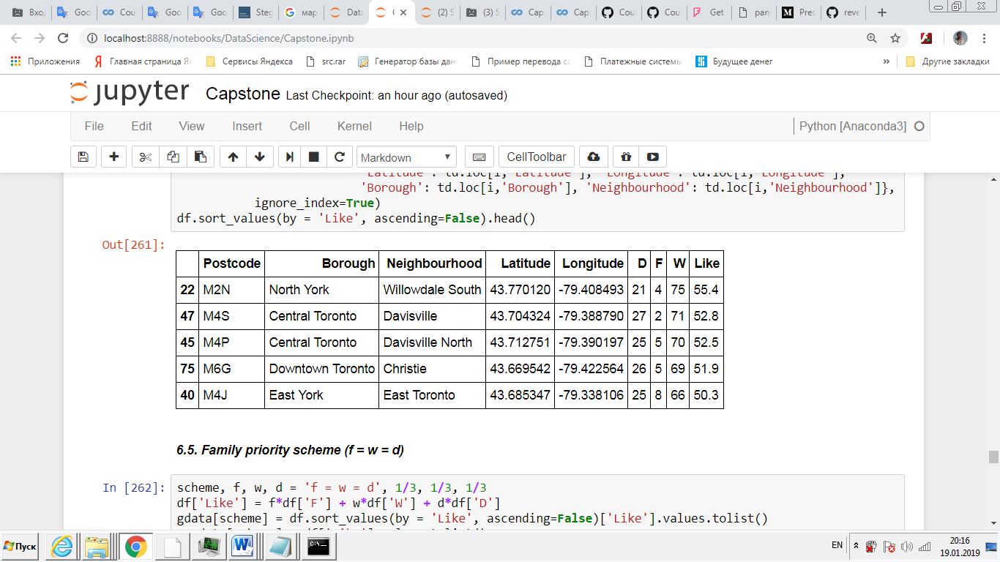 Вход Cou Goo Goo Goo Steg мар Data C (2) S (3) S Cap Cap Cou Cou Get pan Pres reve
localhost:8888/notebooks/DataScience/Capstone.ipynb
Приложения Главная страница Ян Сервисы Яндекса src.rar Генератор базы дан Пример перевода са Платежные системы Будущее денег » Другие закладки
jupyter Capstone Last Checkpoint: an hour ago (autosaved)
File Edit View Insert Cell Kernel Help Python [Anaconda3]
Markdown CellToolbar
'Latitude': td.loc[i,'Latitude'], 'Longitude': td.loc[i,'Longitude'],
'Borough': td.loc[i,'Borough'], 'Neighbourhood': td.loc[i,'Neighbourhood']},
ignore_index=True)
df.sort_values(by = 'Like', ascending=False).head()
Out[261]:
Postcode Borough Neighbourhood Latitude Longitude D F W Like
22 M2N North York Willowdale South 43.770120 -79.408493 21 4 75 55.4
47 M4S Central Toronto Davisville 43.704324 -79.388790 27 2 71 52.8
45 M4P Central Toronto Davisville North 43.712751 -79.390197 25 5 70 52.5
75 M6G Downtown Toronto Christie 43.669542 -79.422564 26 5 69 51.9
40 M4J East York East Toronto 43.685347 -79.338106 25 8 66 50.3
6.5. Family priority scheme (f = w = d)
In [262]: scheme, f, w, d = 'f = w = d', 1/3, 1/3, 1/3
df['Like'] = f*df['F'] + w*df['W'] + d*df['D']
gdata[scheme] = df.sort_values(by = 'Like', ascending=False)['Like'].values.tolist()
Пуск C:\. EN 20:16
19.01.2019